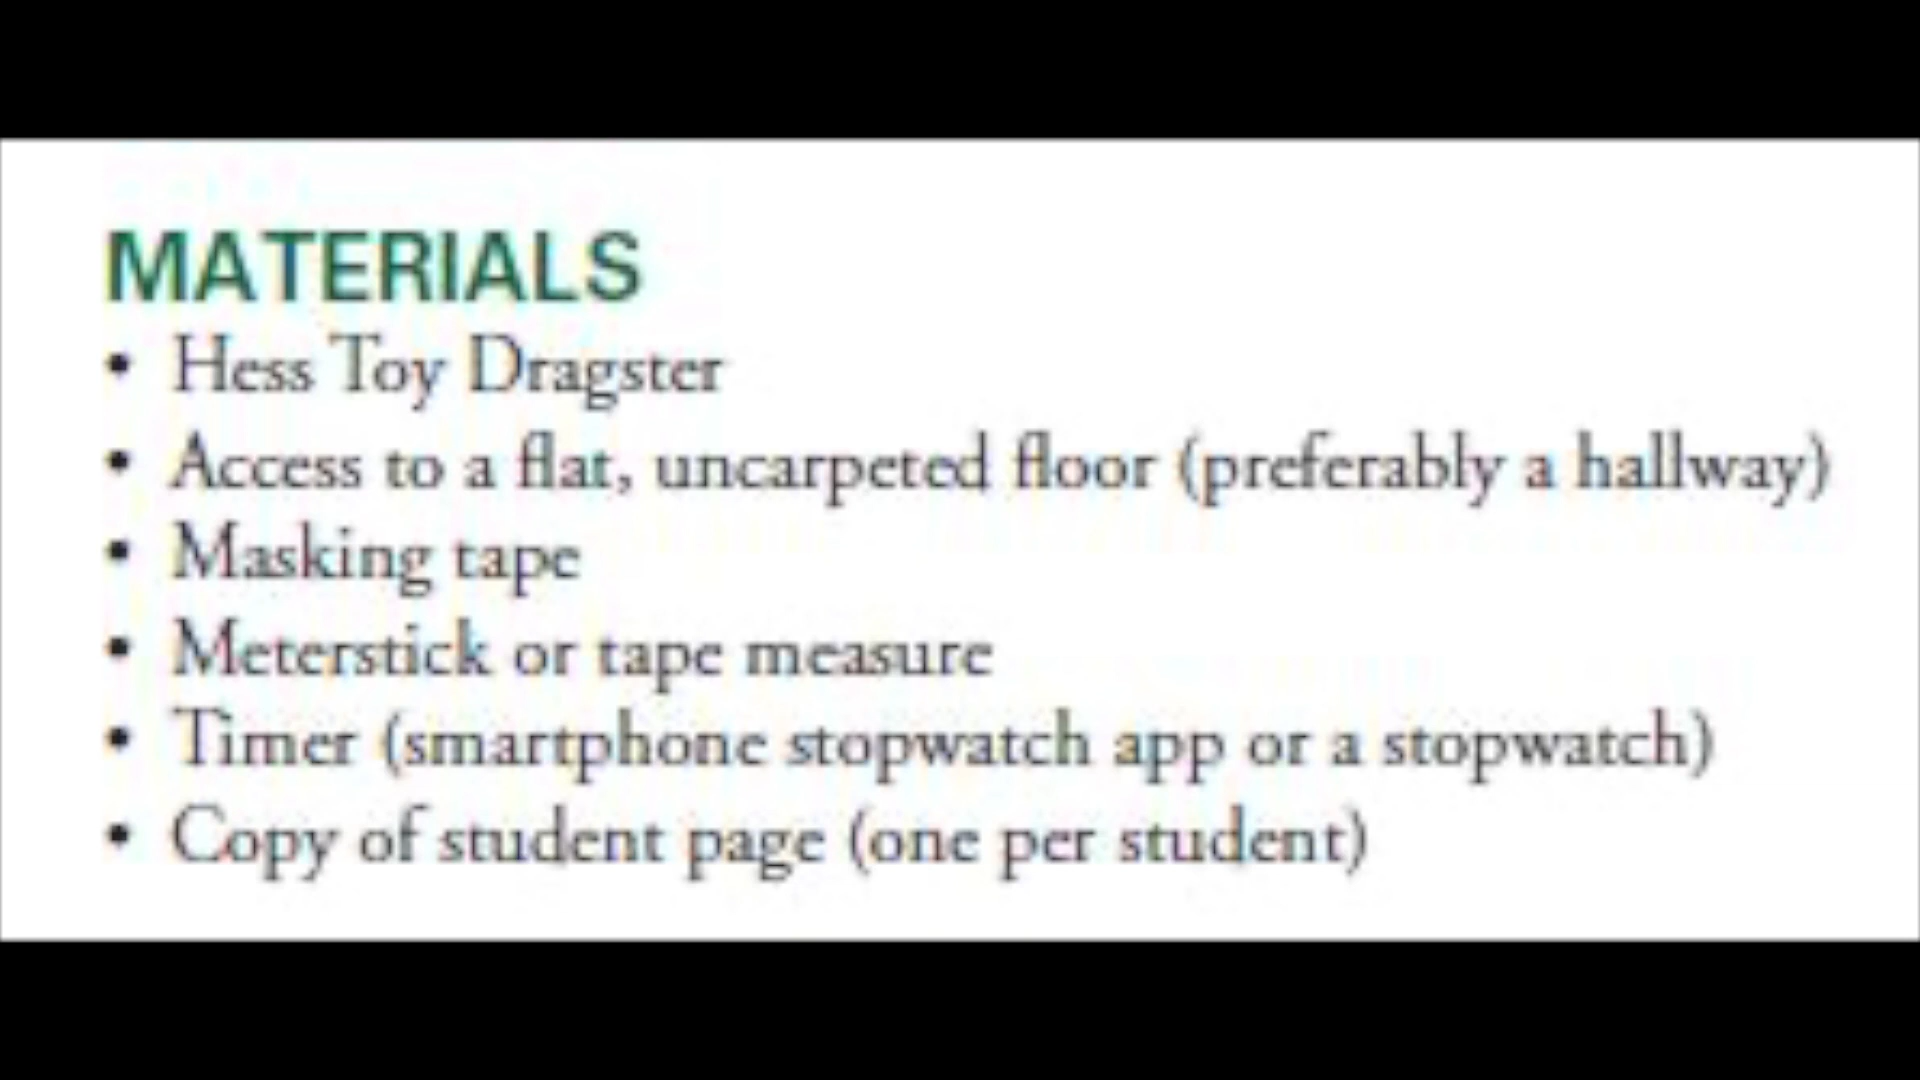 MATERIALS
• Hess Toy Dragster
• Access to a flat, uncarpeted floor (preferably a hallway)
• Masking tape
• Meterstick or tape measure
• Timer (smartphone stopwatch app or a stopwatch)
• Copy of student page (one per student)